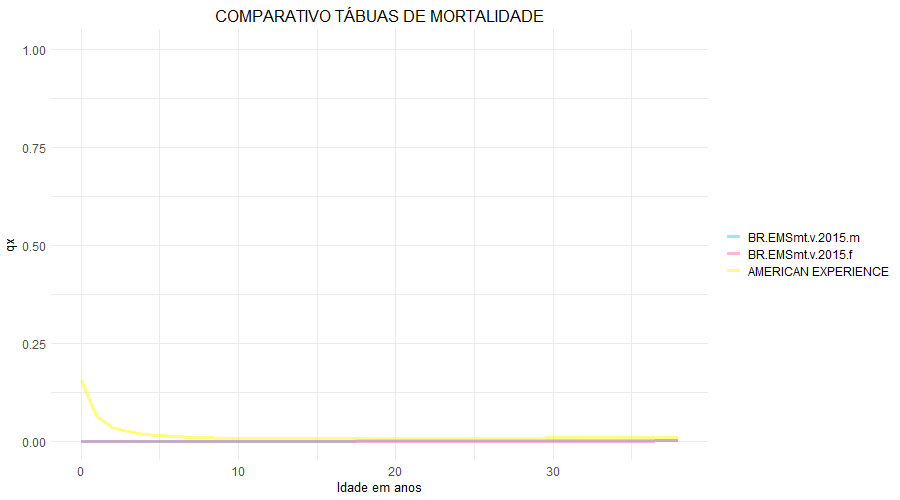 COMPARATIVO TÁBUAS DE MORTALIDADE
1.00
0.75
0.50
0.25
0.00
qx
0 10 20 30
Idade em anos
BR.EMSmt.v.2015.m
BR.EMSmt.v.2015.f
AMERICAN EXPERIENCE